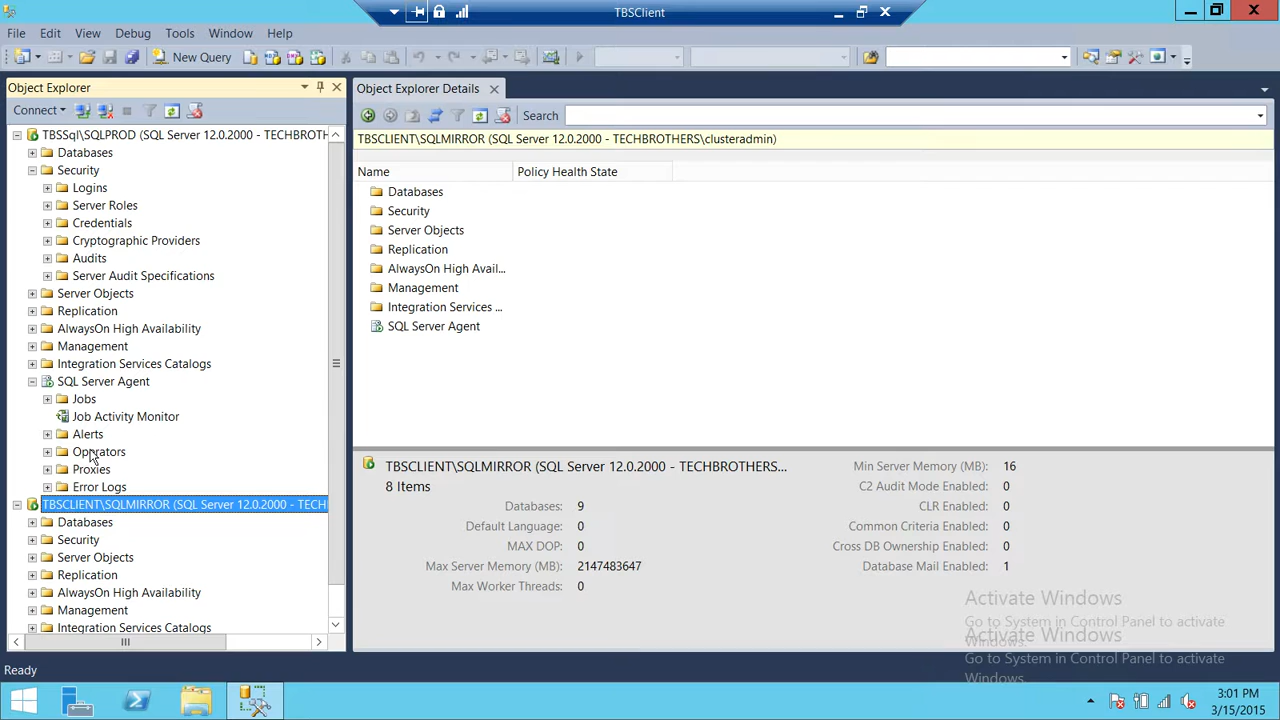 TBSClient
File Edit View Debug Tools Window Help
New Query
Object Explorer
Connect
TBSSql\SQLPROD (SQL Server 12.0.2000 - TECHBROTH
Databases
Security
Logins
Server Roles
Credentials
Cryptographic Providers
Audits
Server Audit Specifications
Server Objects
Replication
AlwaysOn High Availability
Management
Integration Services Catalogs
SQL Server Agent
Jobs
Job Activity Monitor
Alerts
Operators
Proxies
Error Logs
TBSCLIENT\SQLMIRROR (SQL Server 12.0.2000 - TECH
Databases
Security
Server Objects
Replication
AlwaysOn High Availability
Management
Integration Services Catalogs
Object Explorer Details
Search
TBSCLIENT\SQLMIRROR (SQL Server 12.0.2000 - TECHBROTHERS\clusteradmin)
Name Policy Health State
Databases
Security
Server Objects
Replication
AlwaysOn High Avail...
Management
Integration Services ...
SQL Server Agent
TBSCLIENT\SQLMIRROR (SQL Server 12.0.2000 - TECHBROTHERS...
8 Items
Databases: 9
Default Language: 0
MAX DOP: 0
Max Server Memory (MB): 2147483647
Max Worker Threads: 0
Min Server Memory (MB): 16
C2 Audit Mode Enabled: 0
CLR Enabled: 0
Common Criteria Enabled: 0
Cross DB Ownership Enabled: 0
Database Mail Enabled: 1
Activate Windows
Go to System in Control Panel to activate
Windows.
Activate Windows
Go to System in Control Panel to activate
Windows.
Ready
3:01 PM
3/15/2015